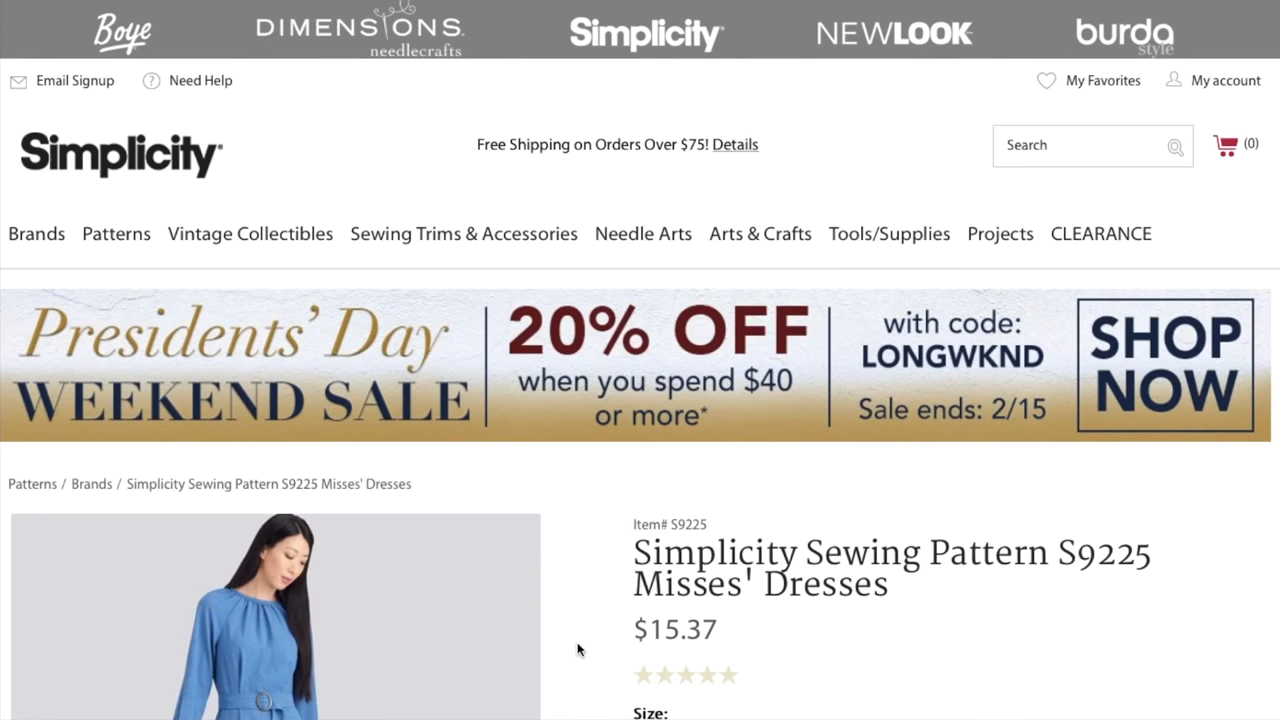 Boye DIMENSIONS® needlecrafts Simplicity® NEWLOOK® burda style
Email Signup ? Need Help My Favorites My account
Simplicity® Free Shipping on Orders Over $75! Details Search (0)
Brands Patterns Vintage Collectibles Sewing Trims & Accessories Needle Arts Arts & Crafts Tools/Supplies Projects CLEARANCE
Presidents' Day
WEEKEND SALE
20% OFF
when you spend $40
or more*
with code:
LONGWKND
Sale ends: 2/15
SHOP
NOW
Patterns / Brands / Simplicity Sewing Pattern S9225 Misses' Dresses
Item# S9225
Simplicity Sewing Pattern S9225
Misses' Dresses
$15.37
Size: